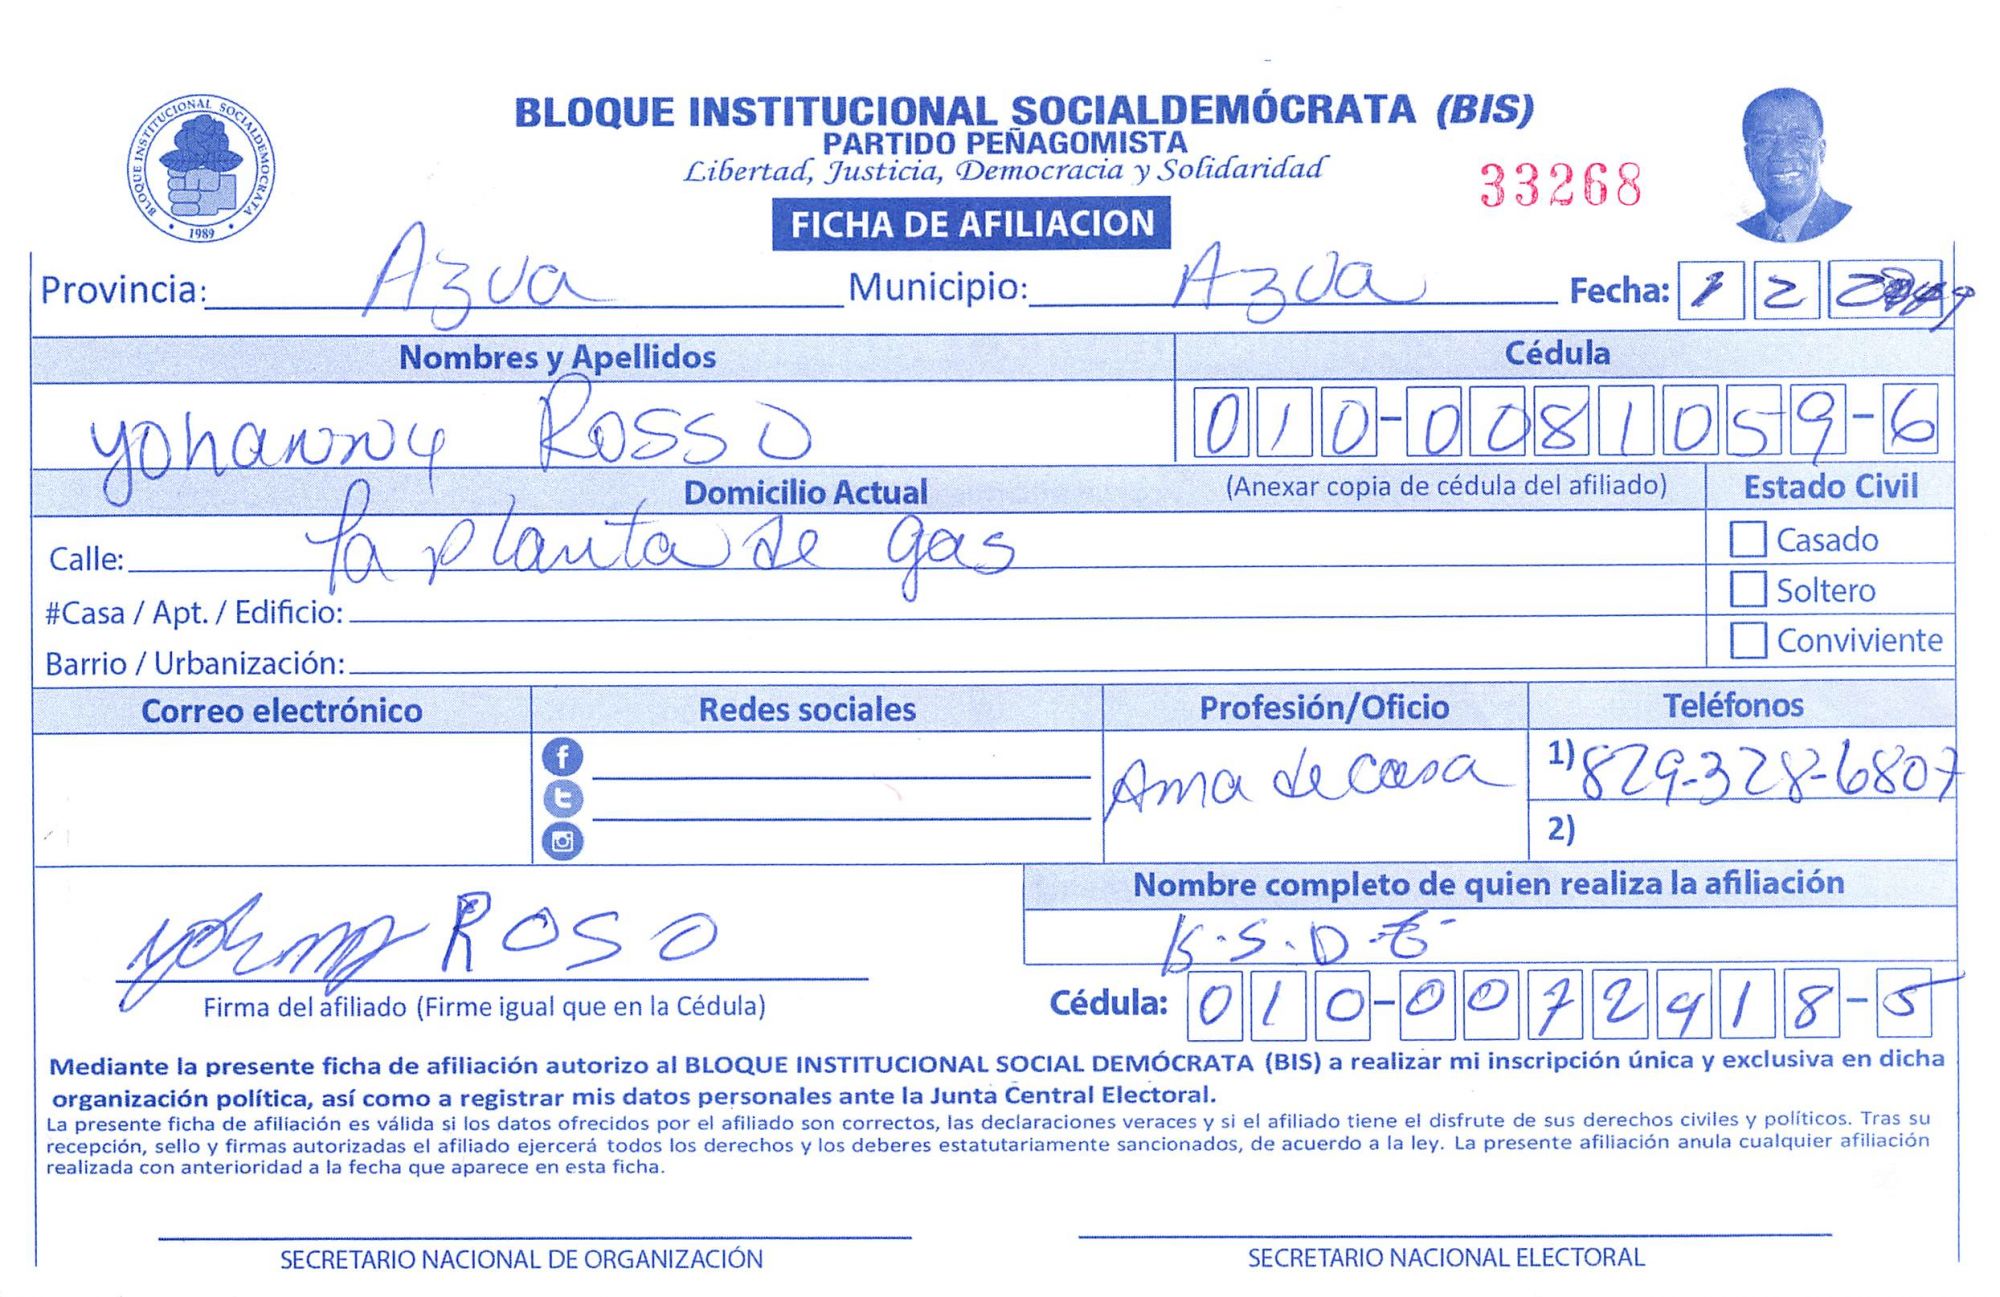 BLOQUE INSTITUCIONAL SOCIALDEMÓCRATA (BIS)
PARTIDO PEÑAGOMISTA
Libertad, Justicia, Democracia y Solidaridad
33268
BLOQUE INSTITUCIONAL SOCIALDEMOCRATA
1989
FICHA DE AFILIACION
Provincia: Azua Municipio: Azua Fecha: 1 2
Nombres y Apellidos Cédula
Yohanny Rosso 010-0081059-6
Domicilio Actual (Anexar copia de cédula del afiliado) Estado Civil
Calle: la planta de gas Casado
#Casa / Apt. / Edificio: Soltero
Barrio / Urbanización: Conviviente
Correo electrónico Redes sociales Profesión/Oficio Teléfonos
Ama de casa 1) 829-328-6807
2)
Nombre completo de quien realiza la afiliación
Roso K.S.D.E
Firma del afiliado (Firme igual que en la Cédula) Cédula: 010-0072918-5
Mediante la presente ficha de afiliación autorizo al BLOQUE INSTITUCIONAL SOCIAL DEMÓCRATA (BIS) a realizar mi inscripción única y exclusiva en dicha
organización política, así como a registrar mis datos personales ante la Junta Central Electoral.
La presente ficha de afiliación es válida si los datos ofrecidos por el afiliado son correctos, las declaraciones veraces y si el afiliado tiene el disfrute de sus derechos civiles y políticos. Tras su
recepción, sello y firmas autorizadas el afiliado ejercerá todos los derechos y los deberes estatutariamente sancionados, de acuerdo a la ley. La presente afiliación anula cualquier afiliación
realizada con anterioridad a la fecha que aparece en esta ficha.
SECRETARIO NACIONAL DE ORGANIZACIÓN SECRETARIO NACIONAL ELECTORAL